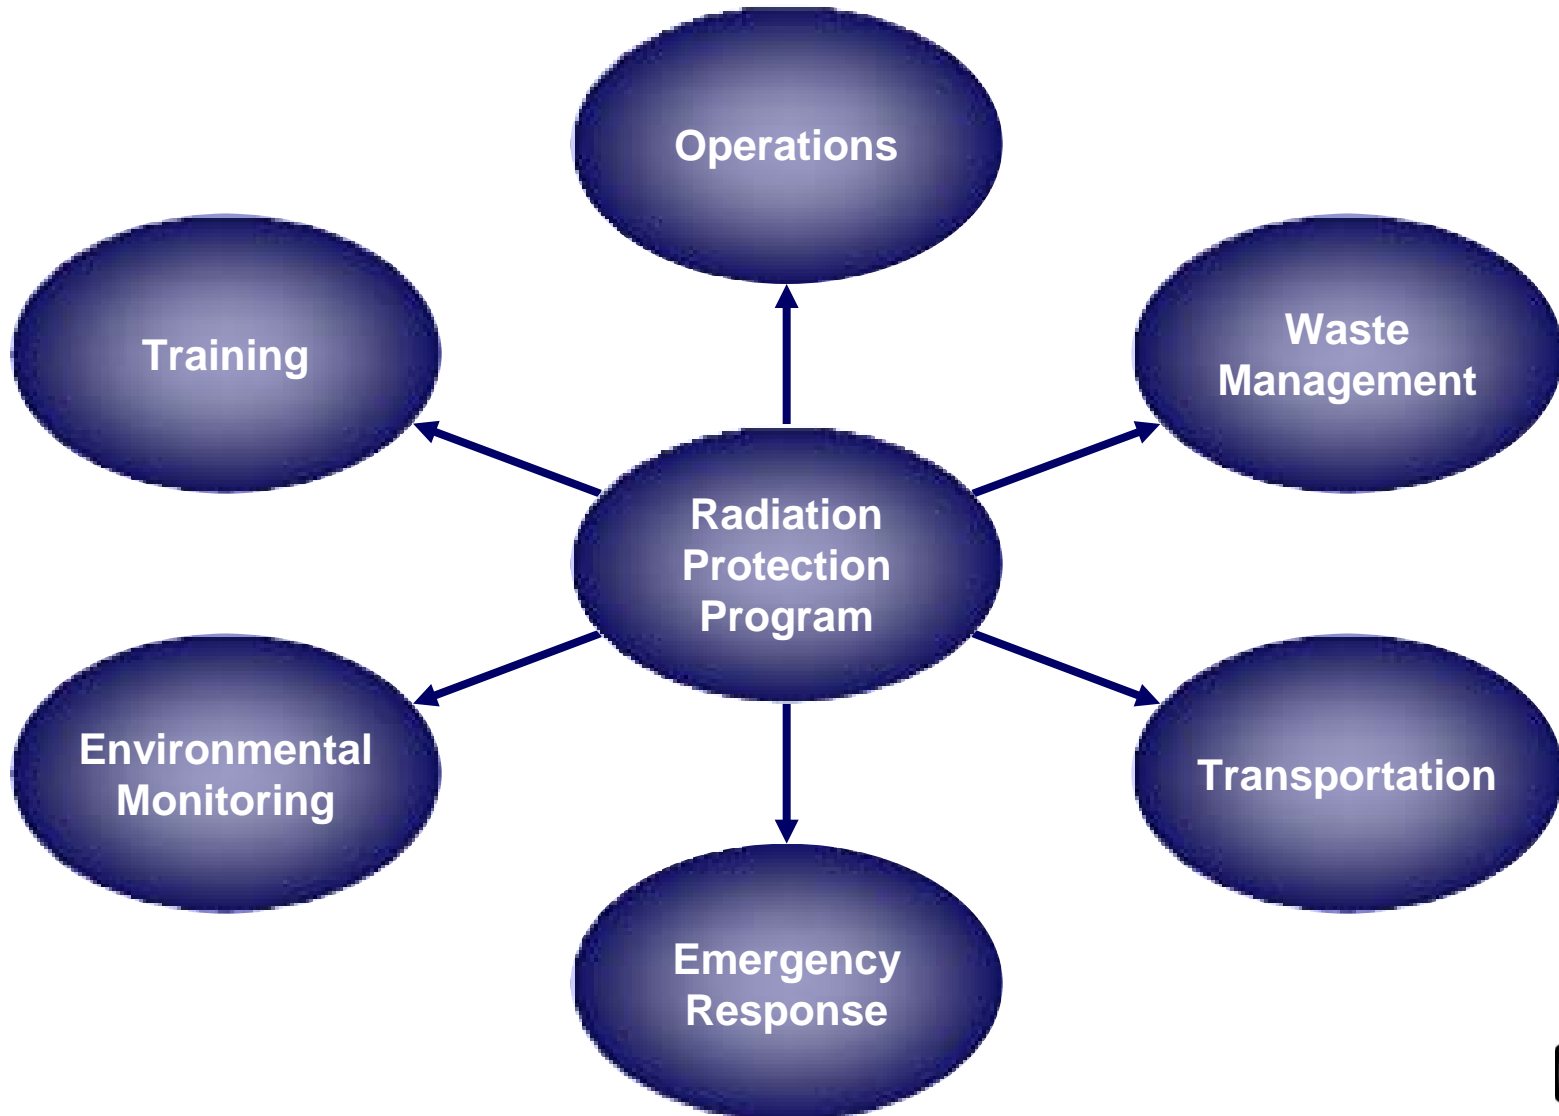 Operations
Training
Waste
Management
Radiation
Protection
Program
Environmental
Monitoring
Transportation
Emergency
Response